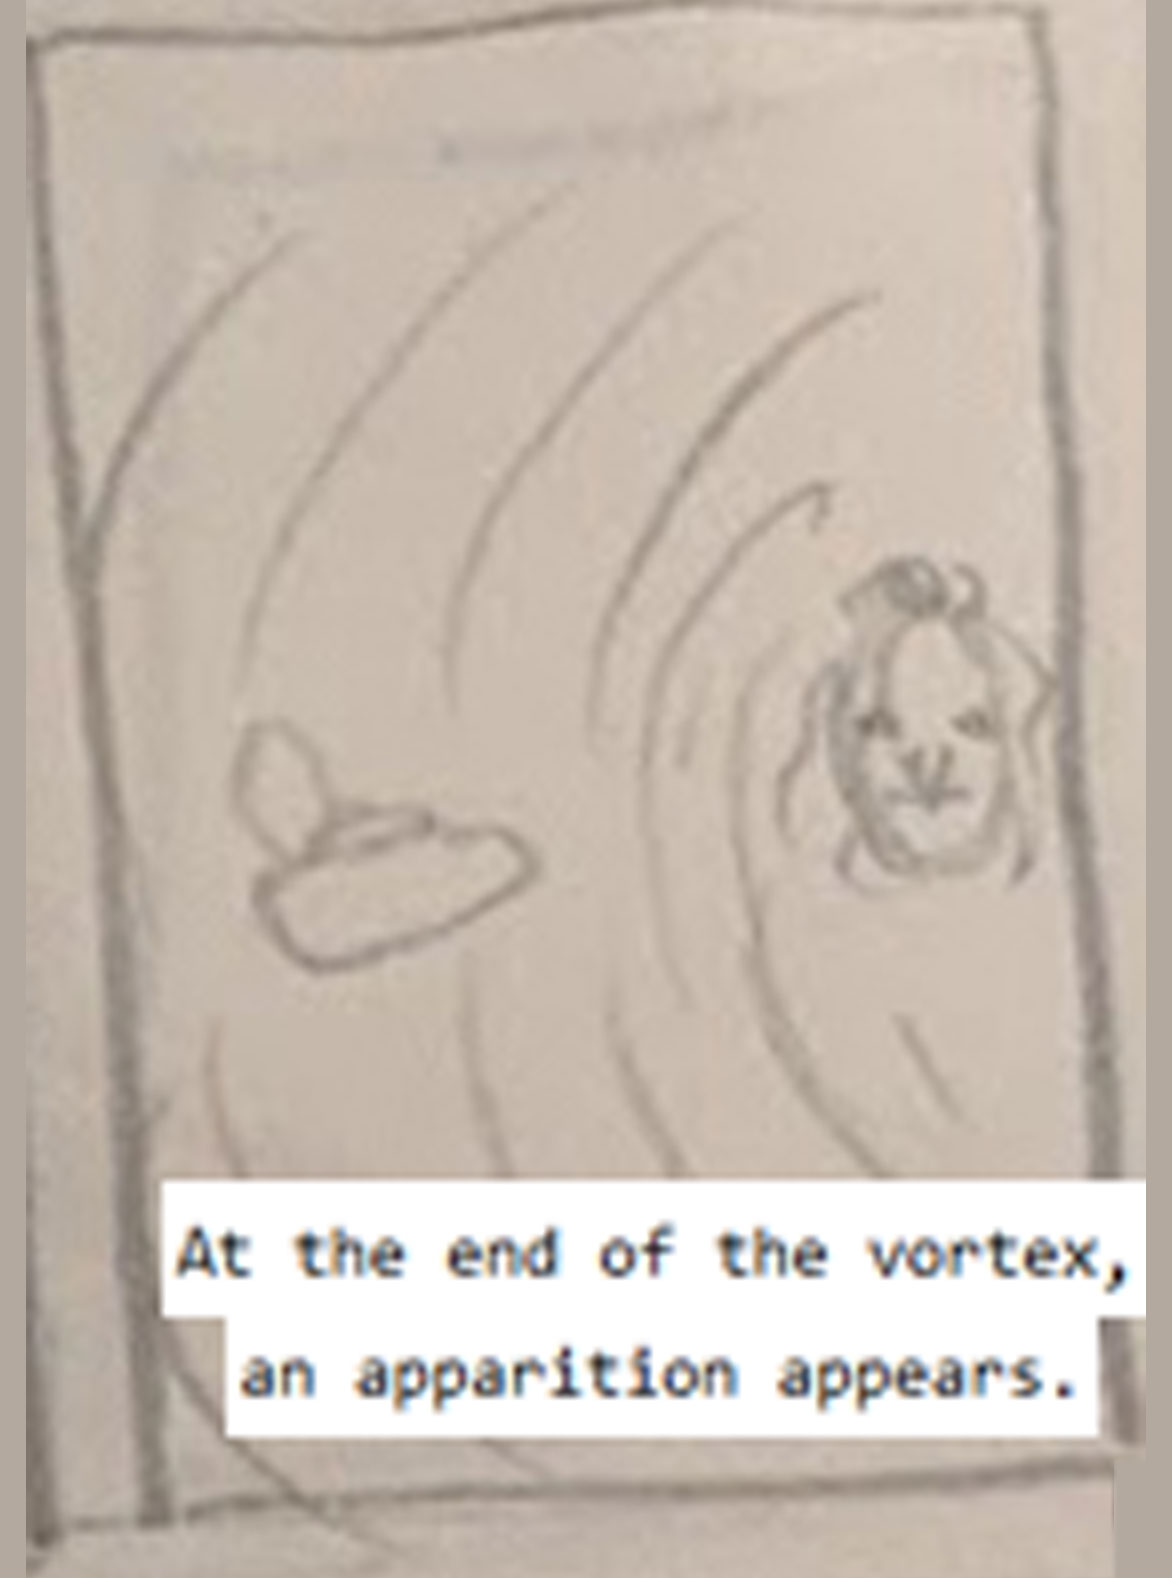 At the end of the vortex,
an apparition appears.